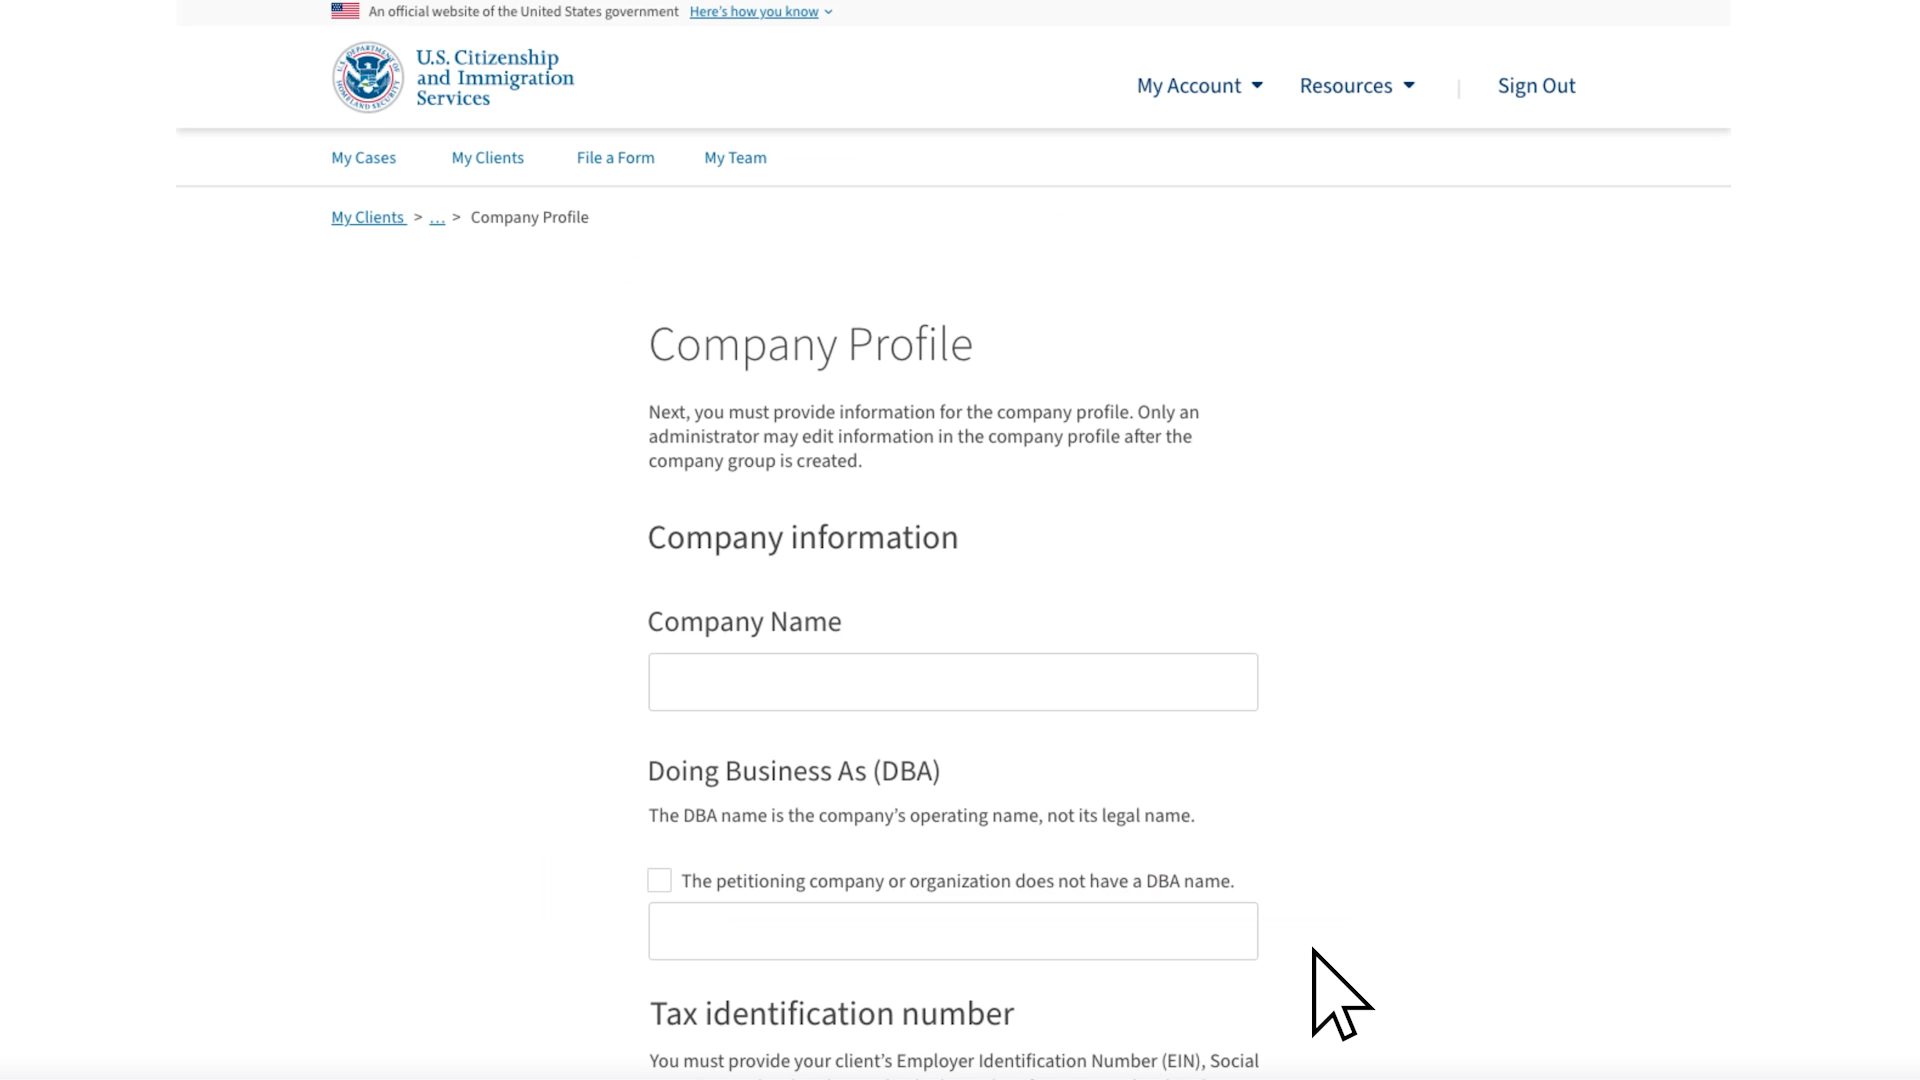 An official website of the United States government Here's how you know
U.S. Citizenship
and Immigration
Services
My Account
Resources
Sign Out
My Cases
My Clients
File a Form
My Team
My Clients > ... > Company Profile
Company Profile
Next, you must provide information for the company profile. Only an
administrator may edit information in the company profile after the
company group is created.
Company information
Company Name
Doing Business As (DBA)
The DBA name is the company’s operating name, not its legal name.
The petitioning company or organization does not have a DBA name.
Tax identification number
You must provide your client’s Employer Identification Number (EIN), Social